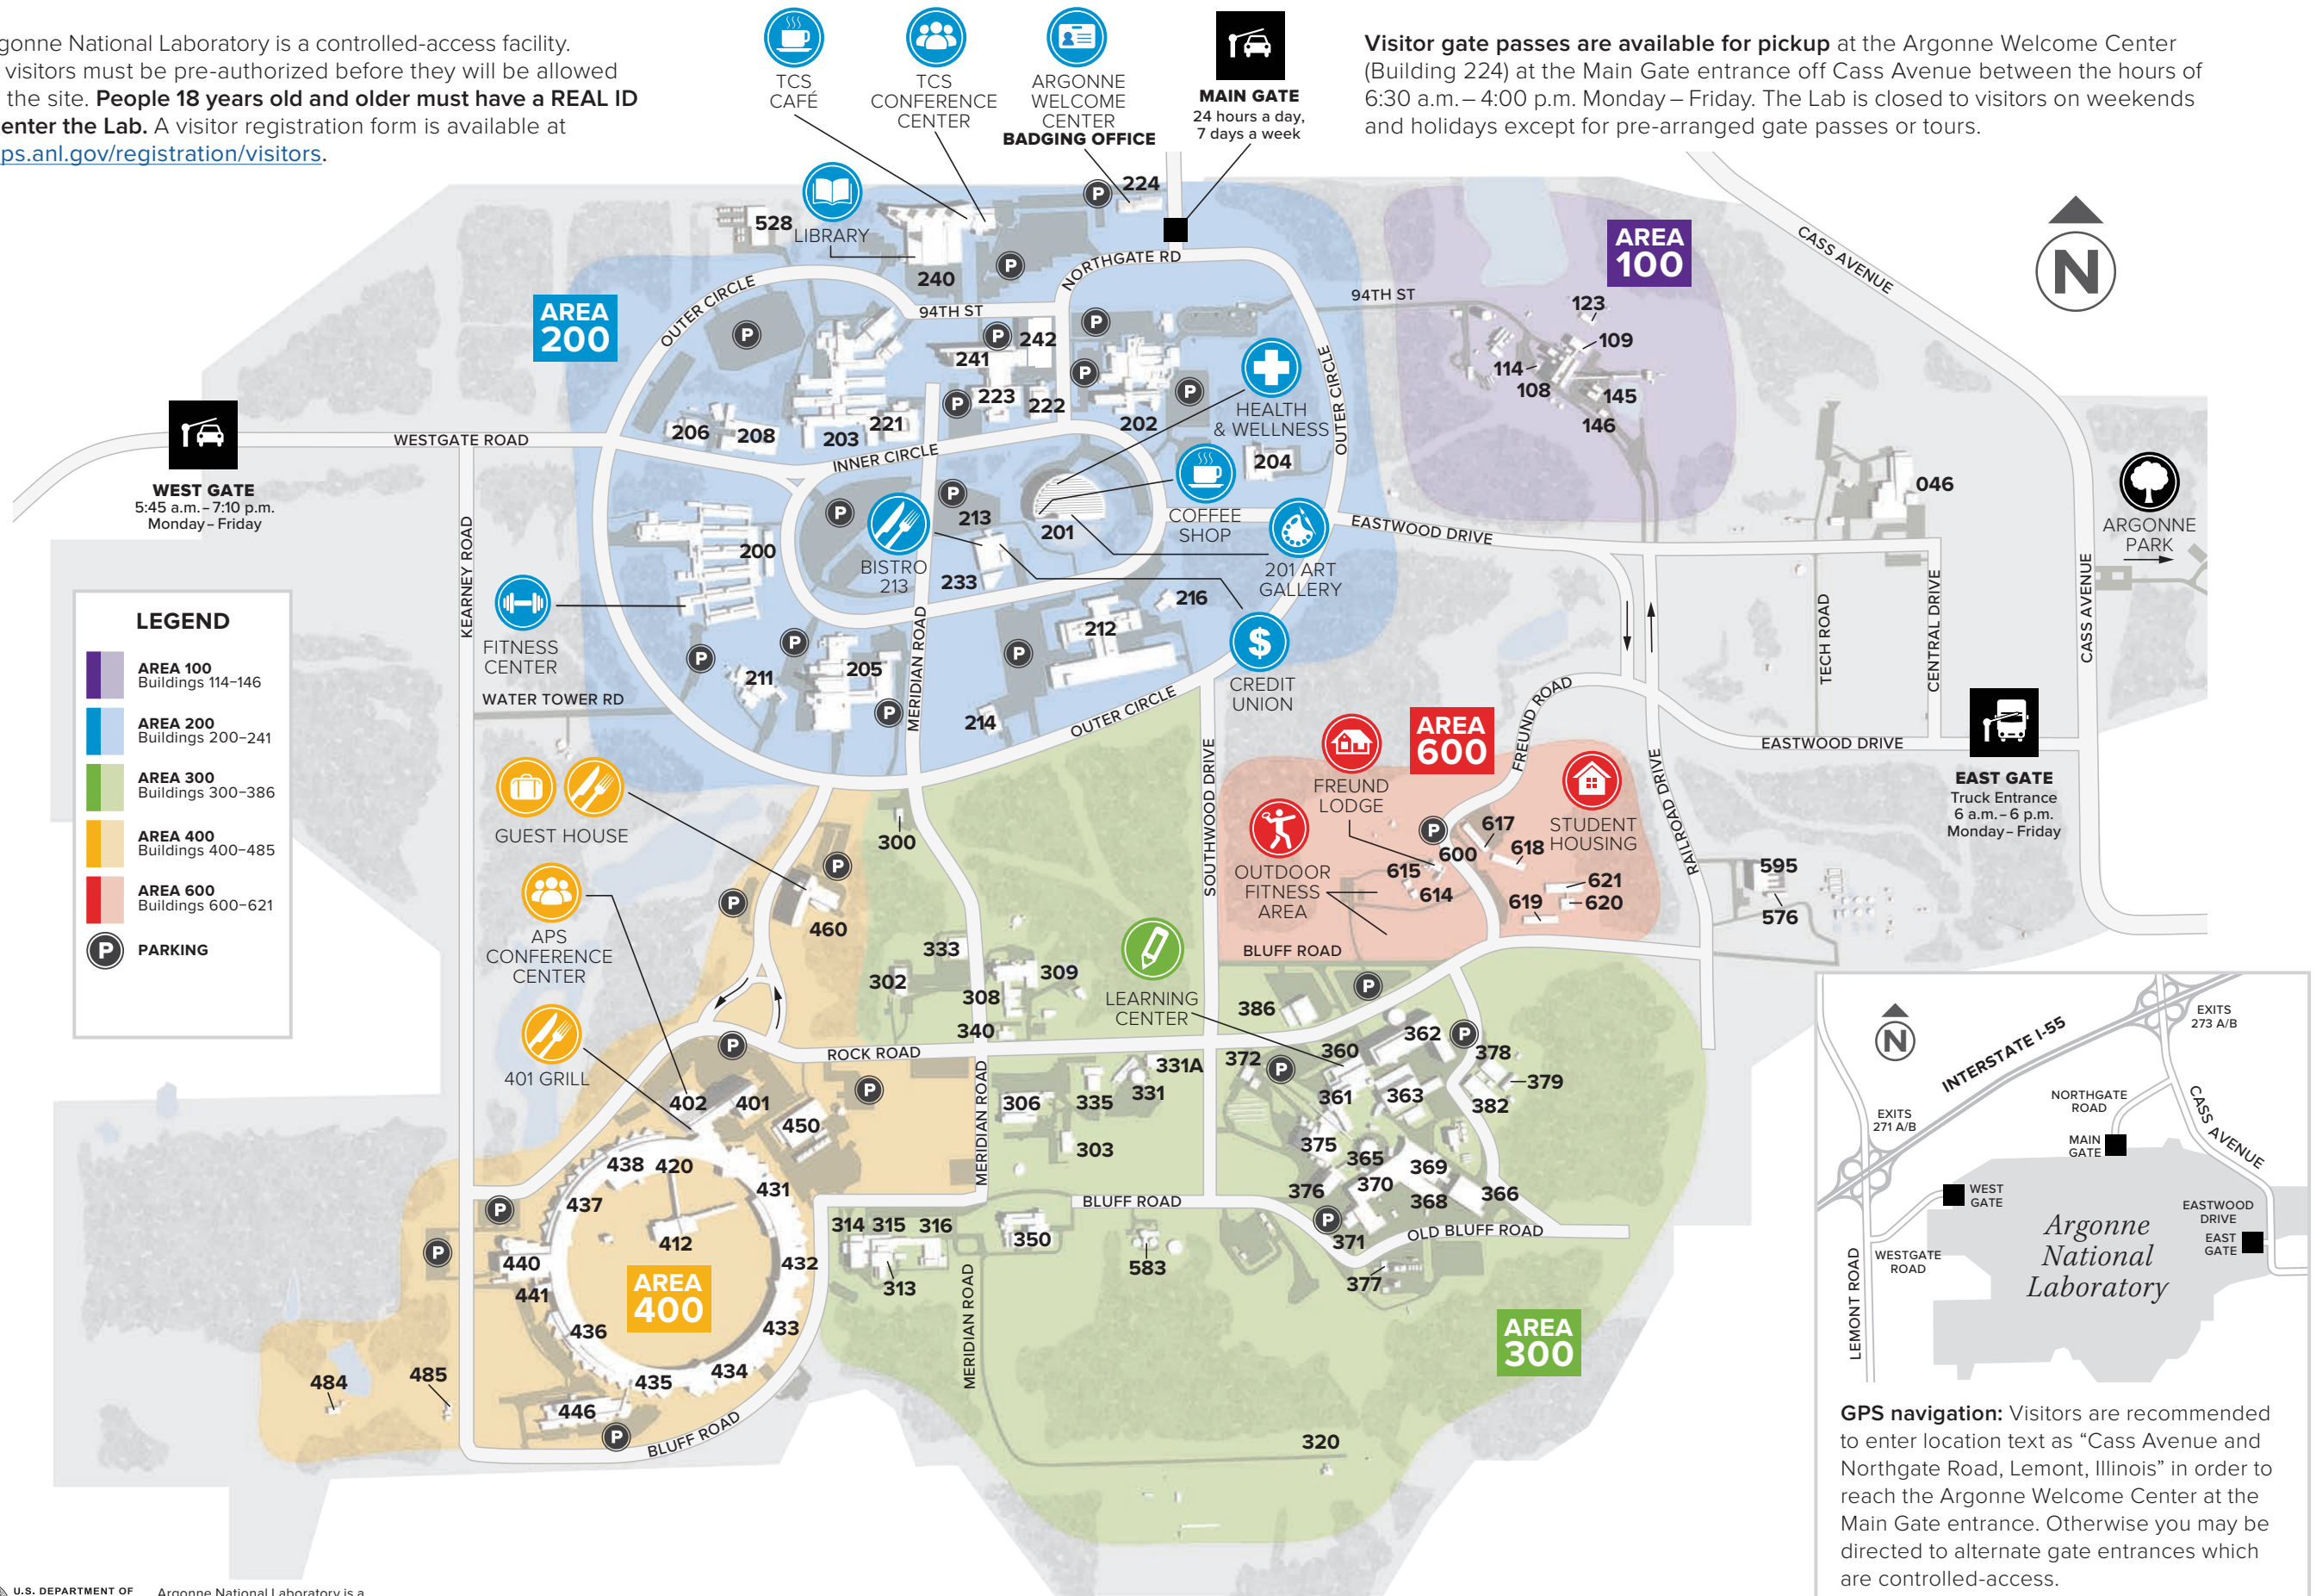 gonne National Laboratory is a controlled-access facility.
visitors must be pre-authorized before they will be allowed
the site. People 18 years old and older must have a REAL ID
enter the Lab. A visitor registration form is available at
ps.anl.gov/registration/visitors.
TCS
CAFÉ
TCS
CONFERENCE
CENTER
ARGONNE
WELCOME
CENTER
BADGING OFFICE
MAIN GATE
24 hours a day,
7 days a week
Visitor gate passes are available for pickup at the Argonne Welcome Center
(Building 224) at the Main Gate entrance off Cass Avenue between the hours of
6:30 a.m. – 4:00 p.m. Monday – Friday. The Lab is closed to visitors on weekends
and holidays except for pre-arranged gate passes or tours.
P
224
528
LIBRARY
240
P
NORTHGATE RD
AREA
100
CASS AVENUE
N
AREA
200
OUTER CIRCLE
P
94TH ST
P
242
241
P
P
94TH ST
123
109
114
108
145
146
P
223
222
P
202
HEALTH
& WELLNESS
OUTER CIRCLE
206
208
203
221
INNER CIRCLE
204
WESTGATE ROAD
WEST GATE
5:45 a.m. – 7:10 p.m.
Monday – Friday
KEARNEY ROAD
046
ARGONNE
PARK
P
P
213
201
COFFEE
SHOP
EASTWOOD DRIVE
200
BISTRO
213
233
201 ART
GALLERY
216
212
FITNESS
CENTER
P
P
MERIDIAN ROAD
P
$
CREDIT
UNION
TECH ROAD
CENTRAL DRIVE
CASS AVENUE
211
205
P
214
OUTER CIRCLE
WATER TOWER RD
LEGEND
AREA 100
Buildings 114–146
AREA 200
Buildings 200–241
AREA 300
Buildings 300–386
AREA 400
Buildings 400–485
AREA 600
Buildings 600–621
P
PARKING
SOUTHWOOD DRIVE
AREA
600
FREUND ROAD
EASTWOOD DRIVE
EAST GATE
Truck Entrance
6 a.m. – 6 p.m.
Monday – Friday
FREUND
LODGE
STUDENT
HOUSING
OUTDOOR
FITNESS
AREA
P
617
600
618
615
614
621
620
619
RAILROAD DRIVE
595
576
BLUFF ROAD
GUEST HOUSE
300
P
P
460
APS
CONFERENCE
CENTER
333
302
309
308
340
LEARNING
CENTER
386
P
362
P
401 GRILL
P
ROCK ROAD
P
402
401
450
MERIDIAN ROAD
306
335
331
331A
303
372
P
360
361
363
378
379
382
375
365
369
376
370
368
366
P
371
OLD BLUFF ROAD
377
438
420
431
437
P
P
412
440
441
432
AREA
400
436
433
435
434
446
P
BLUFF ROAD
484
485
314
315
316
313
350
BLUFF ROAD
583
MERIDIAN ROAD
AREA
300
320
N
INTERSTATE I-55
EXITS
273 A/B
EXITS
271 A/B
NORTHGATE
ROAD
MAIN
GATE
CASS AVENUE
WEST
GATE
EASTWOOD
DRIVE
EAST
GATE
WESTGATE
ROAD
LEMONT ROAD
Argonne
National
Laboratory
GPS navigation: Visitors are recommended
to enter location text as “Cass Avenue and
Northgate Road, Lemont, Illinois” in order to
reach the Argonne Welcome Center at the
Main Gate entrance. Otherwise you may be
directed to alternate gate entrances which
are controlled-access.
U.S. DEPARTMENT OF
Argonne National Laboratory is a